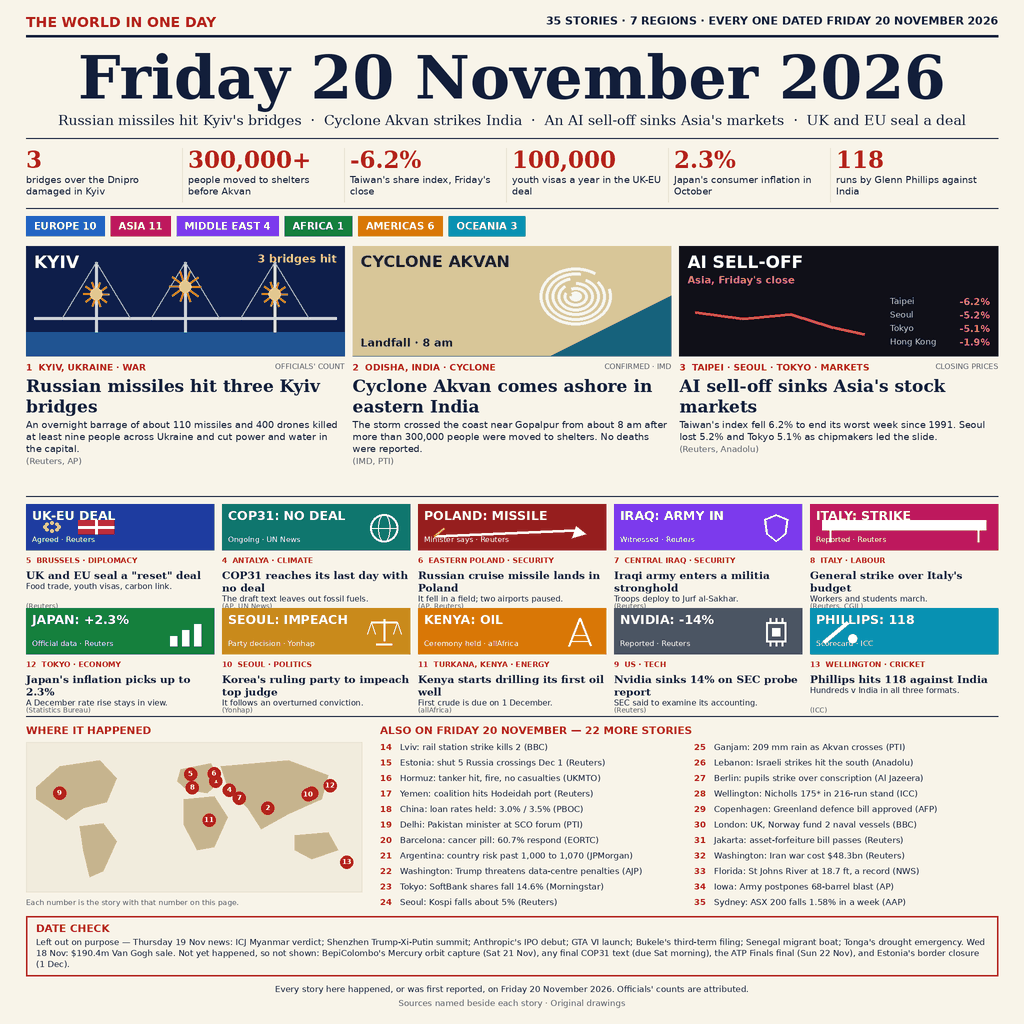 THE WORLD IN ONE DAY
35 STORIES · 7 REGIONS · EVERY ONE DATED FRIDAY 20 NOVEMBER 2026
Friday 20 November 2026
Russian missiles hit Kyiv's bridges · Cyclone Akvan strikes India · An AI sell-off sinks Asia's markets · UK and EU seal a deal
3
bridges over the Dnipro
damaged in Kyiv
300,000+
people moved to shelters
before Akvan
-6.2%
Taiwan's share index, Friday's
close
100,000
youth visas a year in the UK-EU
deal
2.3%
Japan's consumer inflation in
October
118
runs by Glenn Phillips against
India
EUROPE 10
ASIA 11
MIDDLE EAST 4
AFRICA 1
AMERICAS 6
OCEANIA 3
KYIV
3 bridges hit
1 KYIV, UKRAINE · WAR
OFFICIALS' COUNT
Russian missiles hit three Kyiv
bridges
An overnight barrage of about 110 missiles and 400 drones killed
at least nine people across Ukraine and cut power and water in
the capital.
(Reuters, AP)
CYCLONE AKVAN
Landfall · 8 am
2 ODISHA, INDIA · CYCLONE
CONFIRMED · IMD
Cyclone Akvan comes ashore in
eastern India
The storm crossed the coast near Gopalpur from about 8 am after
more than 300,000 people were moved to shelters. No deaths
were reported.
(IMD, PTI)
AI SELL-OFF
Asia, Friday's close
Taipei -6.2%
Seoul -5.2%
Tokyo -5.1%
Hong Kong -1.9%
3 TAIPEI · SEOUL · TOKYO · MARKETS
CLOSING PRICES
AI sell-off sinks Asia's stock
markets
Taiwan's index fell 6.2% to end its worst week since 1991. Seoul
lost 5.2% and Tokyo 5.1% as chipmakers led the slide.
(Reuters, Anadolu)
UK-EU DEAL
Agreed · Reuters
5 BRUSSELS · DIPLOMACY
UK and EU seal a "reset" deal
Food trade, youth visas, carbon link.
(Reuters)
COP31: NO DEAL
Ongoing · UN News
4 ANTALYA · CLIMATE
COP31 reaches its last day with
no deal
The draft text leaves out fossil fuels.
(AP, UN News)
POLAND: MISSILE
Minister says · Reuters
6 EASTERN POLAND · SECURITY
Russian cruise missile lands in
Poland
It fell in a field; two airports paused.
(AP, Reuters)
IRAQ: ARMY IN
Witnessed · Reuters
7 CENTRAL IRAQ · SECURITY
Iraqi army enters a militia
stronghold
Troops deploy to Jurf al-Sakhar.
(Reuters)
ITALY: STRIKE
Reported · Reuters
8 ITALY · LABOUR
General strike over Italy's
budget
Workers and students march.
(Reuters, CGIL)
JAPAN: +2.3%
Official data · Reuters
12 TOKYO · ECONOMY
Japan's inflation picks up to
2.3%
A December rate rise stays in view.
(Statistics Bureau)
SEOUL: IMPEACH
Party decision · Yonhap
10 SEOUL · POLITICS
Korea's ruling party to impeach
top judge
It follows an overturned conviction.
(Yonhap)
KENYA: OIL
Ceremony held · allAfrica
11 TURKANA, KENYA · ENERGY
Kenya starts drilling its first oil
well
First crude is due on 1 December.
(allAfrica)
NVIDIA: -14%
Reported · Reuters
9 US · TECH
Nvidia sinks 14% on SEC probe
report
SEC said to examine its accounting.
(Reuters)
PHILLIPS: 118
Scorecard · ICC
13 WELLINGTON · CRICKET
Phillips hits 118 against India
Hundreds v India in all three formats.
(ICC)
WHERE IT HAPPENED
9
5
6
8
4
7
2
10
12
11
13
Each number is the story with that number on this page.
ALSO ON FRIDAY 20 NOVEMBER — 22 MORE STORIES
14 Lviv: rail station strike kills 2 (BBC)
15 Estonia: shut 5 Russia crossings Dec 1 (Reuters)
16 Hormuz: tanker hit, fire, no casualties (UKMTO)
17 Yemen: coalition hits Hodeidah port (Reuters)
18 China: loan rates held: 3.0% / 3.5% (PBOC)
19 Delhi: Pakistan minister at SCO forum (PTI)
20 Barcelona: cancer pill: 60.7% respond (EORTC)
21 Argentina: country risk past 1,000 to 1,070 (JPMorgan)
22 Washington: Trump threatens data-centre penalties (AJP)
23 Tokyo: SoftBank shares fall 14.6% (Morningstar)
24 Seoul: Kospi falls about 5% (Reuters)
25 Ganjam: 209 mm rain as Akvan crosses (PTI)
26 Lebanon: Israeli strikes hit the south (Anadolu)
27 Berlin: pupils strike over conscription (Al Jazeera)
28 Wellington: Nicholls 175* in 216-run stand (ICC)
29 Copenhagen: Greenland defence bill approved (AFP)
30 London: UK, Norway fund 2 naval vessels (BBC)
31 Jakarta: asset-forfeiture bill passes (Reuters)
32 Washington: Iran war cost $48.3bn (Reuters)
33 Florida: St Johns River at 18.7 ft, a record (NWS)
34 Iowa: Army postpones 68-barrel blast (AP)
35 Sydney: ASX 200 falls 1.58% in a week (AAP)
DATE CHECK
Left out on purpose — Thursday 19 Nov news: ICJ Myanmar verdict; Shenzhen Trump-Xi-Putin summit; Anthropic's IPO debut; GTA VI launch; Bukele's third-term filing; Senegal migrant boat; Tonga's drought emergency. Wed
18 Nov: $190.4m Van Gogh sale. Not yet happened, so not shown: BepiColombo's Mercury orbit capture (Sat 21 Nov), any final COP31 text (due Sat morning), the ATP Finals final (Sun 22 Nov), and Estonia's border closure
(1 Dec).
Every story here happened, or was first reported, on Friday 20 November 2026. Officials' counts are attributed.
Sources named beside each story · Original drawings